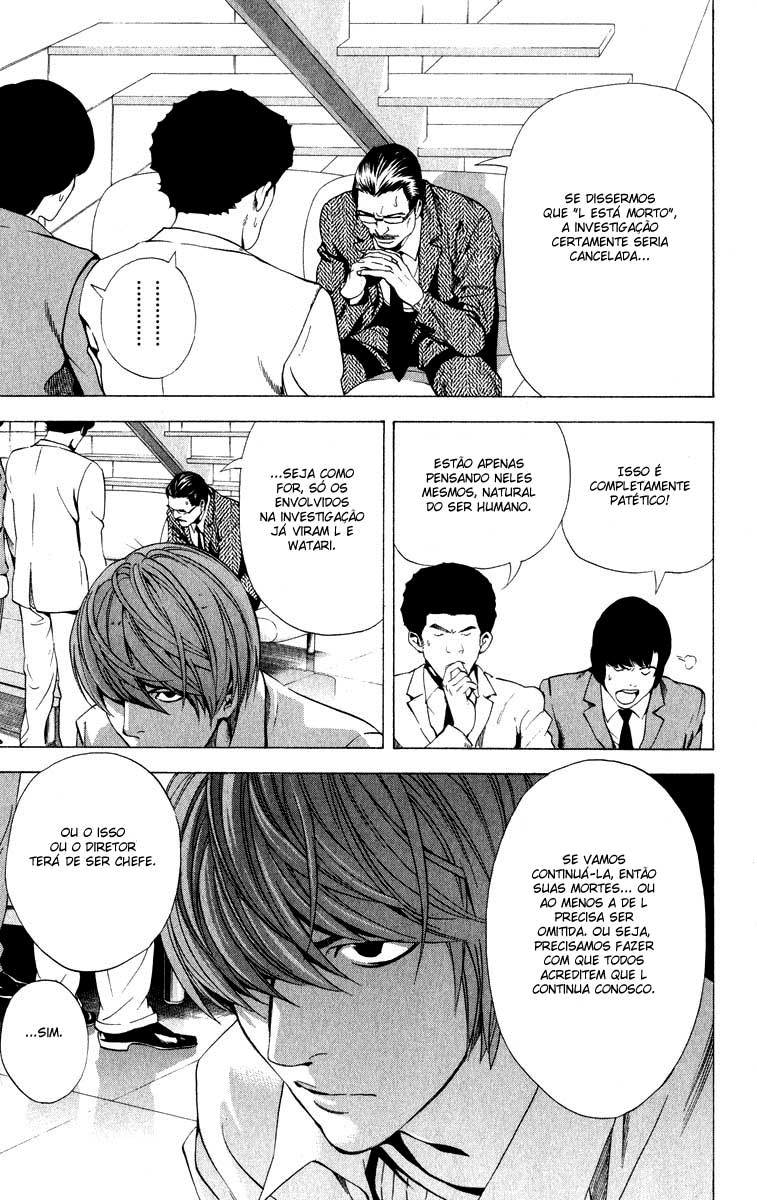 SE DISSERMOS
QUE "L ESTÁ MORTO",
A INVESTIGAÇÃO
CERTAMENTE SERIA
CANCELADA...
ISSO É
COMPLETAMENTE
PATÉTICO!
ESTÃO APENAS
PENSANDO NELES
MESMOS, NATURAL
DO SER HUMANO.
...SEJA COMO
FOR, SÓ OS
ENVOLVIDOS
NA INVESTIGAÇÃO
JÁ VIRAM L E
WATARI.
SE VAMOS
CONTINUÁ-LA, ENTÃO
SUAS MORTES... OU
AO MENOS A DE L
PRECISA SER
OMITIDA. OU SEJA,
PRECISAMOS FAZER
COM QUE TODOS
ACREDITEM QUE L
CONTINUA CONOSCO.
OU O ISSO
OU O DIRETOR
TERÁ DE SER CHEFE.
...SIM.